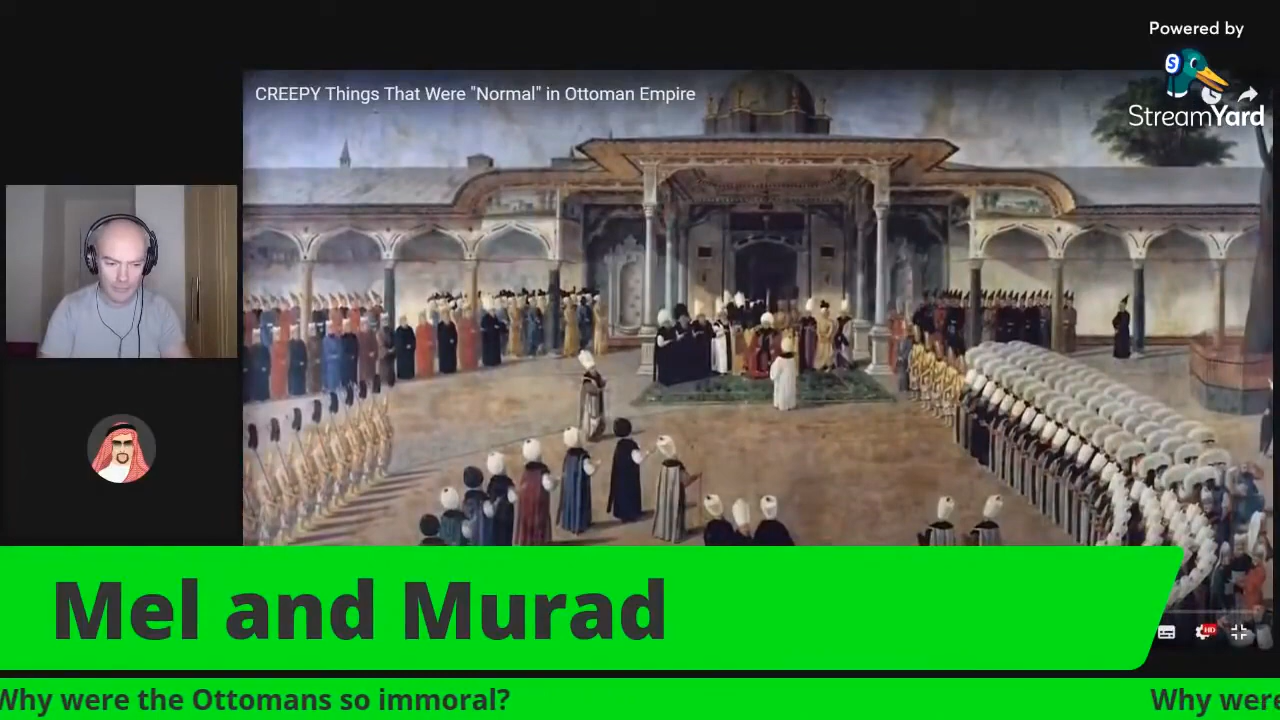 Powered by
StreamYard
CREEPY Things That Were "Normal" in Ottoman Empire
S
HD
Mel and Murad
Why were the Ottomans so immoral?
Why were